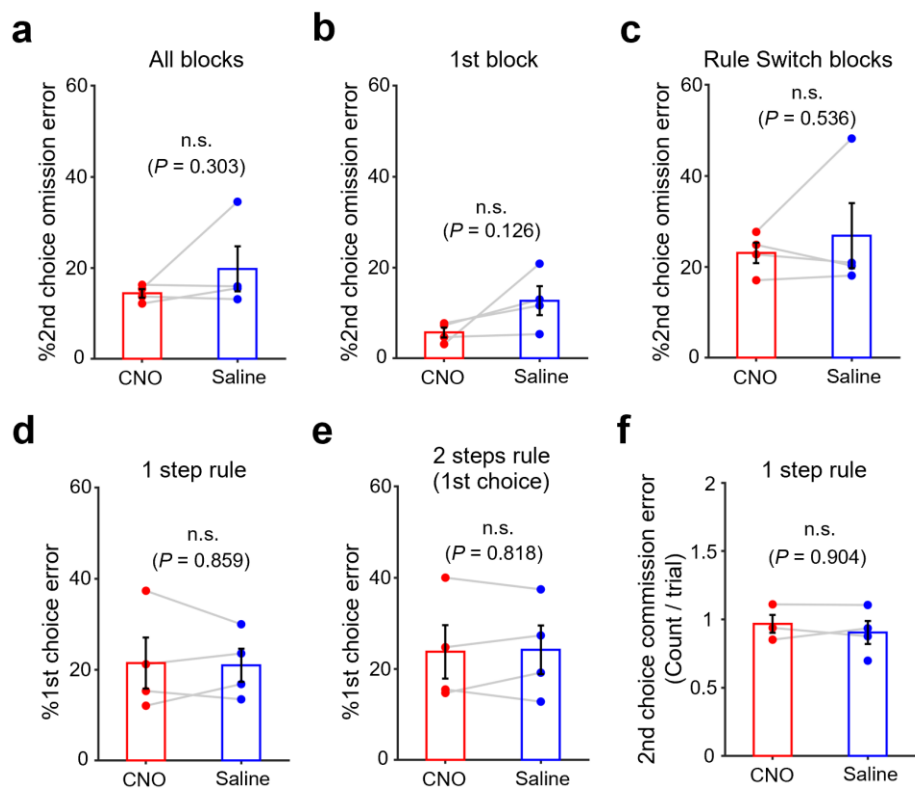 a
All blocks
%2nd choice omission error
60
40
20
0
n.s.
(P = 0.303)
CNO
Saline
b
1st block
%2nd choice omission error
60
40
20
0
n.s.
(P = 0.126)
CNO
Saline
c
Rule Switch blocks
%2nd choice omission error
60
40
20
0
n.s.
(P = 0.536)
CNO
Saline
d
1 step rule
%1st choice error
60
40
20
0
n.s.
(P = 0.859)
CNO
Saline
e
2 steps rule
(1st choice)
%1st choice error
60
40
20
0
n.s.
(P = 0.818)
CNO
Saline
f
1 step rule
2nd choice commission error
(Count / trial)
2
1.5
1
0.5
0
n.s.
(P = 0.904)
CNO
Saline